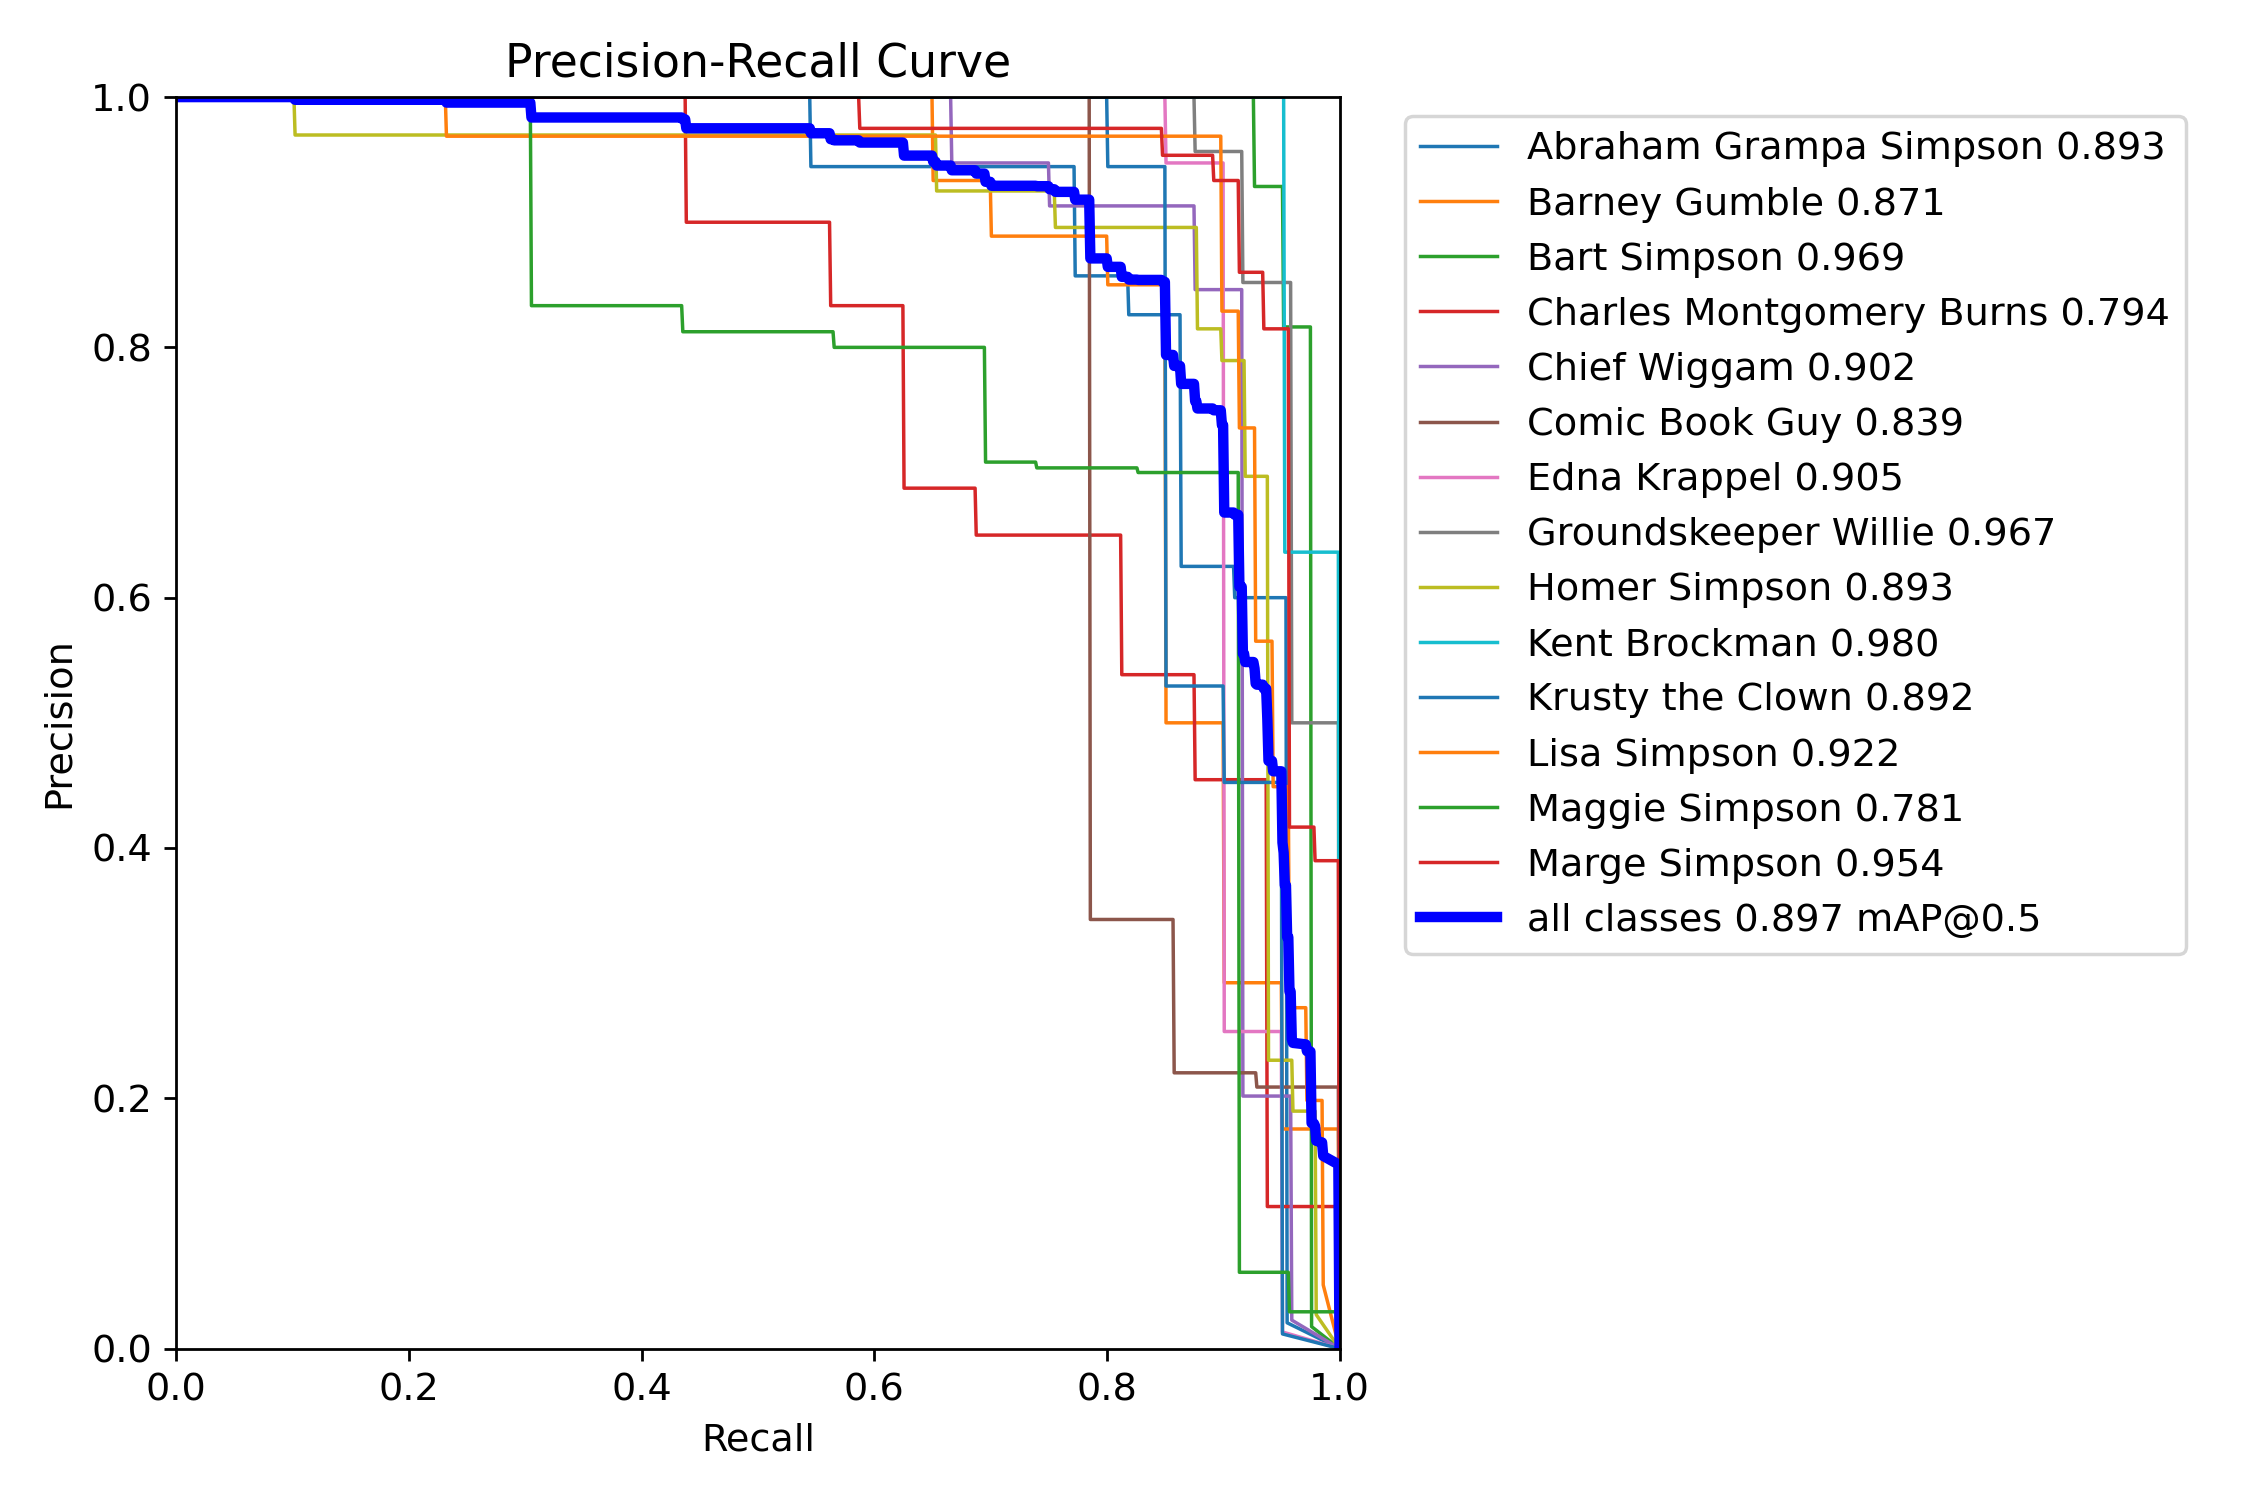 Precision-Recall Curve
1.0
0.8
0.6
0.4
0.2
0.0
Precision
0.0 0.2 0.4 0.6 0.8 1.0
Recall
Abraham Grampa Simpson 0.893
Barney Gumble 0.871
Bart Simpson 0.969
Charles Montgomery Burns 0.794
Chief Wiggam 0.902
Comic Book Guy 0.839
Edna Krappel 0.905
Groundskeeper Willie 0.967
Homer Simpson 0.893
Kent Brockman 0.980
Krusty the Clown 0.892
Lisa Simpson 0.922
Maggie Simpson 0.781
Marge Simpson 0.954
all classes 0.897 mAP@0.5